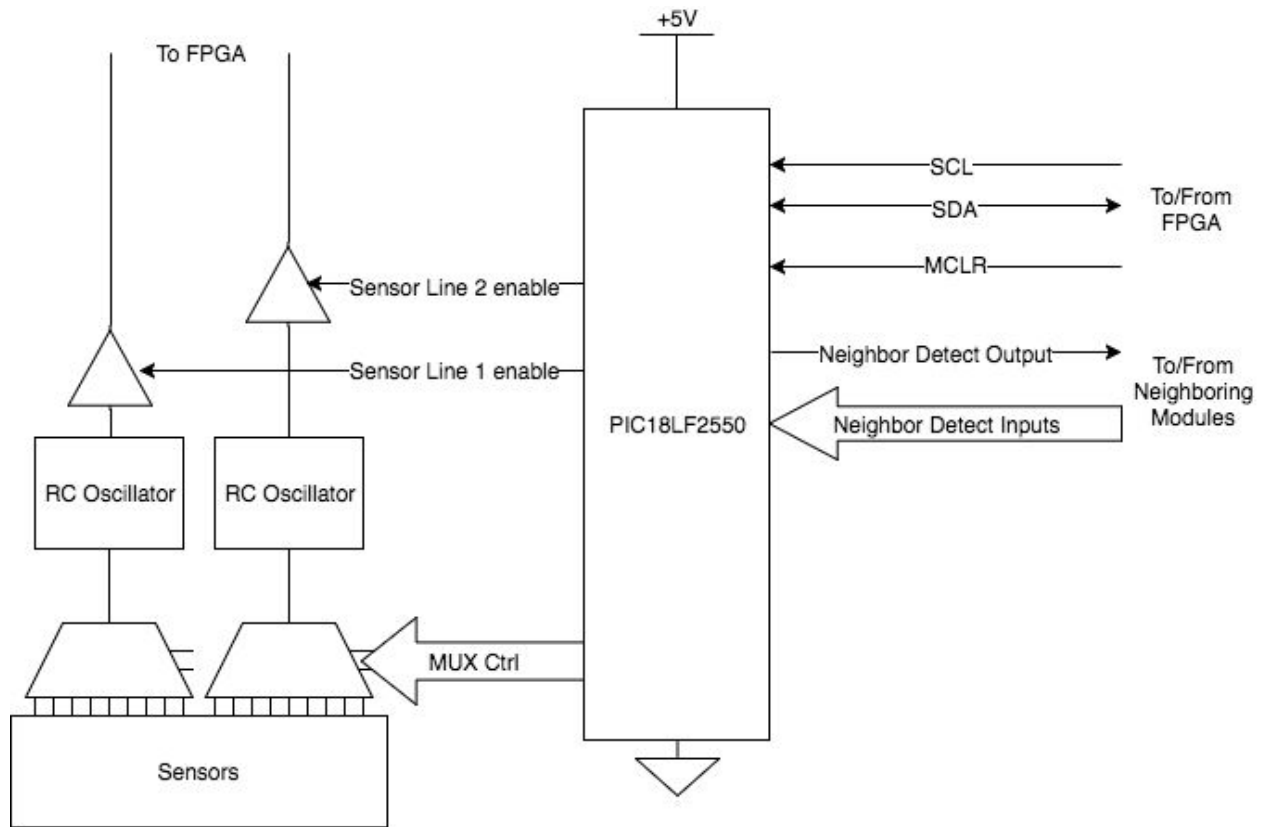 +5V
To FPGA
SCL
SDA
To/From
FPGA
MCLR
Sensor Line 2 enable
Neighbor Detect Output
Sensor Line 1 enable
To/From
Neighboring
Modules
PIC18LF2550
Neighbor Detect Inputs
RC Oscillator
RC Oscillator
MUX Ctrl
Sensors